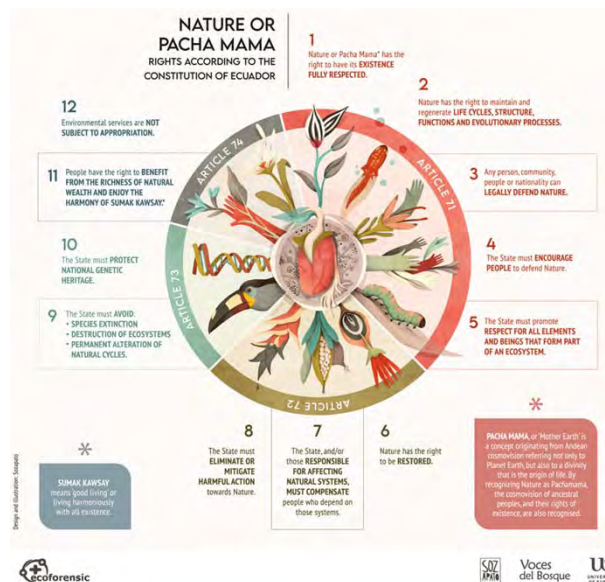 NATURE OR
PACHA MAMA
RIGHTS ACCORDING TO THE
CONSTITUTION OF ECUADOR
1
Nature or Pacha Mama* has the
right to have its EXISTENCE
FULLY RESPECTED.
2
Nature has the right to maintain and
regenerate LIFE CYCLES, STRUCTURE,
FUNCTIONS AND EVOLUTIONARY PROCESES.
3
Any person, community,
people or nationality can
LEGALLY DEFEND NATURE.
4
The State must ENCOURAGE
PEOPLE to defend Nature.
5
The State must promote
RESPECT FOR ALL ELEMENTS
AND BEINGS THAT FORM PART
OF AN ECOSYSTEM.
6
Nature has the right
to be RESTORED.
7
The State, and/or
those RESPONSIBLE
FOR AFFECTING
NATURAL SYSTEMS,
MUST COMPENSATE
people who depend on
those systems.
8
The State must
ELIMINATE OR
MITIGATE
HARMFUL ACTION
towards Nature.
9
The State must AVOID:
• SPECIES EXTINCTION
• DESTRUCTION OF ECOSYSTEMS
• PERMANENT ALTERATION OF
NATURAL CYCLES.
10
The State must PROTECT
NATIONAL GENETIC
HERITAGE.
11
People have the right to BENEFIT
FROM THE RICHNESS OF NATURAL
WEALTH AND ENJOY THE
HARMONY OF SUMAK KAWSAY.*
12
Environmental services are NOT
SUBJECT TO APPROPRIATION.
ARTICLE 71
ARTICLE 72
ARTICLE 73
ARTICLE 74
*
SUMAK KAWSAY
means 'good living' or
living harmoniously
with all existence.
*
PACHA MAMA, or 'Mother Earth' is
a concept originating from Andean
cosmovision referring not only to
Planet Earth, but also to a divinity
that is the origin of life. By
recognizing Nature as Pachamama,
the cosmovision of ancestral
peoples, and their rights of
existence, are also recognised.
Design and illustration: Sozapato
ecoforensic
SOZ
APATO
Voces
del Bosque